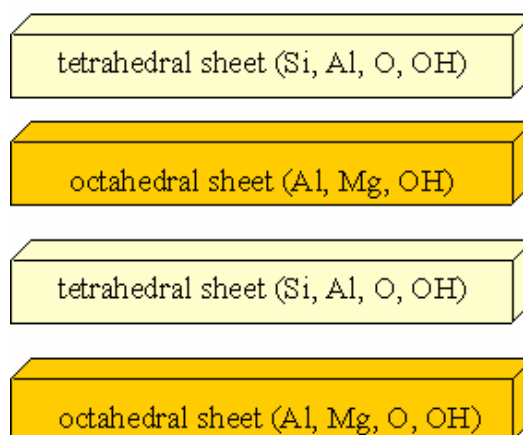 tetrahedral sheet (Si, Al, O, OH)
octahedral sheet (Al, Mg, OH)
tetrahedral sheet (Si, Al, O, OH)
octahedral sheet (Al, Mg, O, OH)